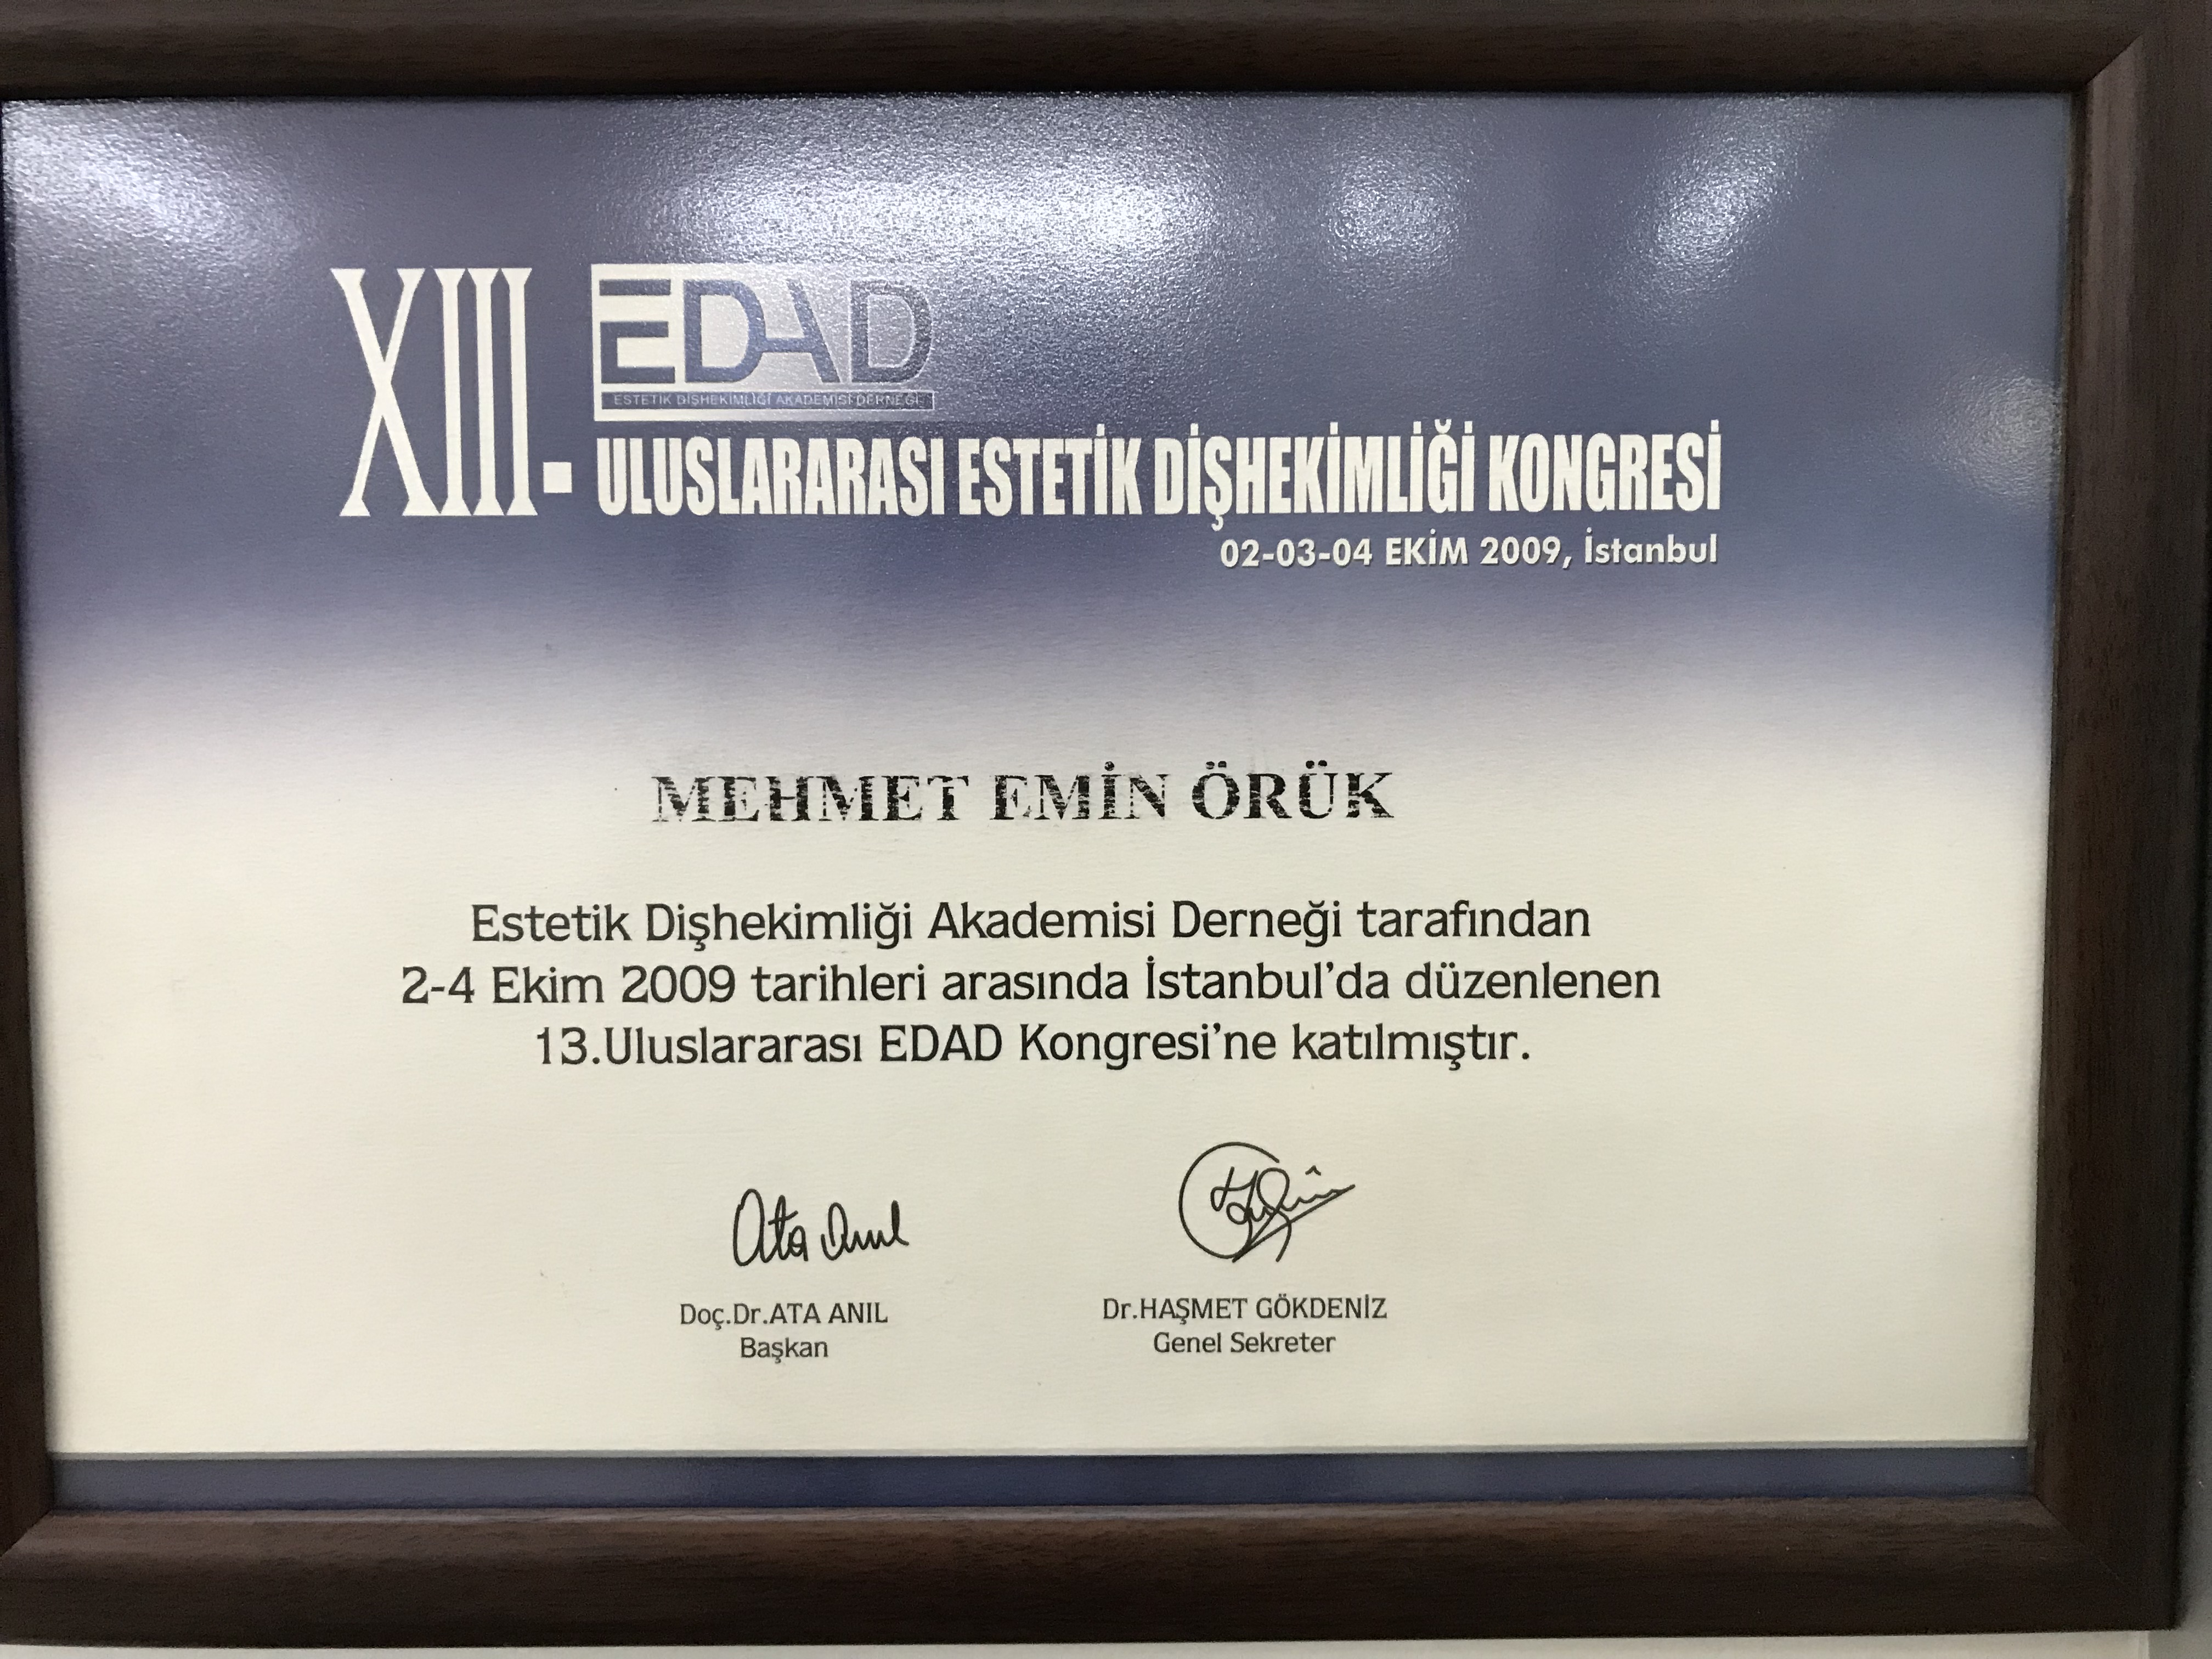 XIII. EDAD
ESTETİK DİŞHEKİMLİĞİ AKADEMİSİ DERNEĞİ
ULUSLARARASI ESTETİK DİŞHEKİMLİĞİ KONGRESİ
02-03-04 EKİM 2009, İstanbul
MEHMET EMİN ÖRÜK
Estetik Dişhekimliği Akademisi Derneği tarafından
2-4 Ekim 2009 tarihleri arasında İstanbul'da düzenlenen
13.Uluslararası EDAD Kongresi'ne katılmıştır.
Ata Anıl
Doç.Dr.ATA ANIL
Başkan
Dr.HAŞMET GÖKDENİZ
Genel Sekreter